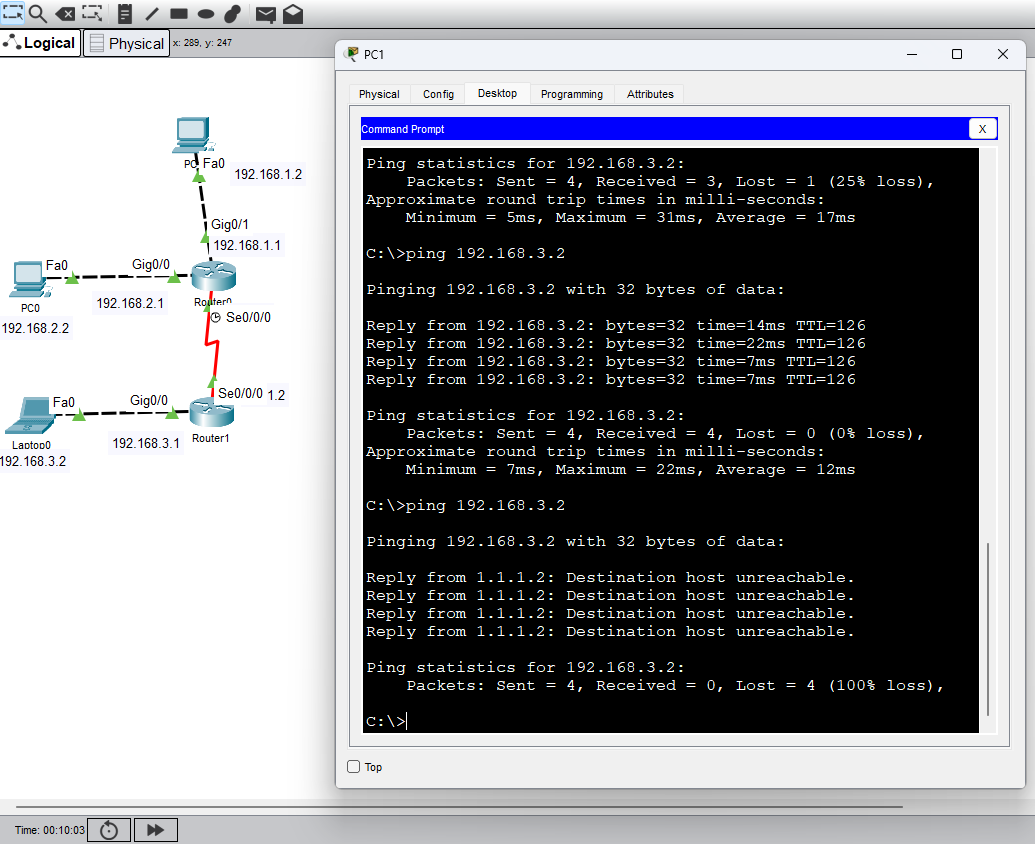 Logical
Physical
x: 289, y: 247
Fa0
192.168.1.2
Gig0/1
192.168.1.1
Fa0
Gig0/0
PC0
192.168.2.1
Router0
192.168.2.2
Se0/0/0
Se0/0/0 1.2
Fa0
Gig0/0
Router1
Laptop0
192.168.3.1
192.168.3.2
Time: 00:10:03
PC1
Physical
Config
Desktop
Programming
Attributes
Command Prompt
X
Ping statistics for 192.168.3.2:
Packets: Sent = 4, Received = 3, Lost = 1 (25% loss),
Approximate round trip times in milli-seconds:
Minimum = 5ms, Maximum = 31ms, Average = 17ms
C:\>ping 192.168.3.2
Pinging 192.168.3.2 with 32 bytes of data:
Reply from 192.168.3.2: bytes=32 time=14ms TTL=126
Reply from 192.168.3.2: bytes=32 time=22ms TTL=126
Reply from 192.168.3.2: bytes=32 time=7ms TTL=126
Reply from 192.168.3.2: bytes=32 time=7ms TTL=126
Ping statistics for 192.168.3.2:
Packets: Sent = 4, Received = 4, Lost = 0 (0% loss),
Approximate round trip times in milli-seconds:
Minimum = 7ms, Maximum = 22ms, Average = 12ms
C:\>ping 192.168.3.2
Pinging 192.168.3.2 with 32 bytes of data:
Reply from 1.1.1.2: Destination host unreachable.
Reply from 1.1.1.2: Destination host unreachable.
Reply from 1.1.1.2: Destination host unreachable.
Reply from 1.1.1.2: Destination host unreachable.
Ping statistics for 192.168.3.2:
Packets: Sent = 4, Received = 0, Lost = 4 (100% loss),
C:\>
Top